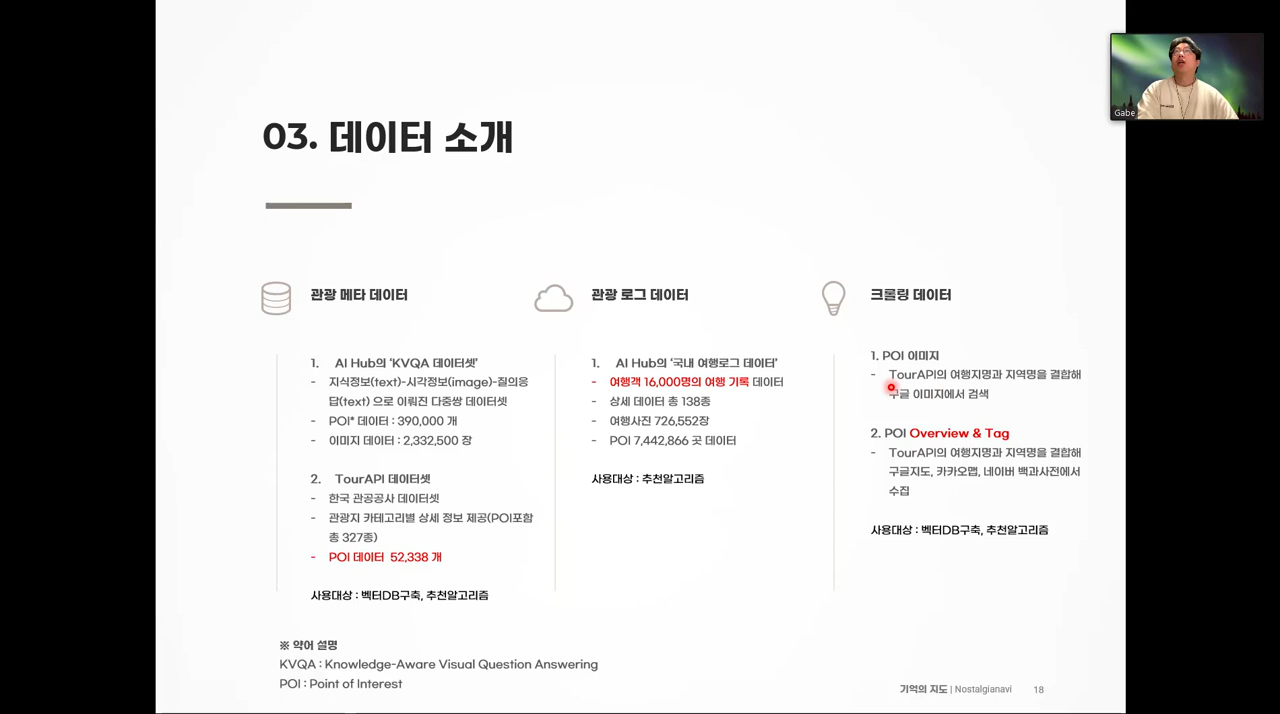 03. 데이터 소개
관광 메타 데이터
1. AI Hub의 ‘KVQA 데이터셋’
- 지식정보(text)-시각정보(image)-질의응
답(text) 으로 이뤄진 다중쌍 데이터셋
- POI* 데이터 : 390,000 개
- 이미지 데이터 : 2,332,500 장
2. TourAPI 데이터셋
- 한국 관공공사 데이터셋
- 관광지 카테고리별 상세 정보 제공(POI포함
총 327종)
- POI 데이터 52,338 개
사용대상 : 벡터DB구축, 추천알고리즘
관광 로그 데이터
1. AI Hub의 ‘국내 여행로그 데이터’
- 여행객 16,000명의 여행 기록 데이터
- 상세 데이터 총 138종
- 여행사진 726,552장
- POI 7,442,866 곳 데이터
사용대상 : 추천알고리즘
크롤링 데이터
1. POI 이미지
- TourAPI의 여행지명과 지역명을 결합해
구글 이미지에서 검색
2. POI Overview & Tag
- TourAPI의 여행지명과 지역명을 결합해
구글지도, 카카오맵, 네이버 백과사전에서
수집
사용대상 : 벡터DB구축, 추천알고리즘
※ 약어 설명
KVQA : Knowledge-Aware Visual Question Answering
POI : Point of Interest
기억의 지도 | Nostalgianavi 18
Gabe